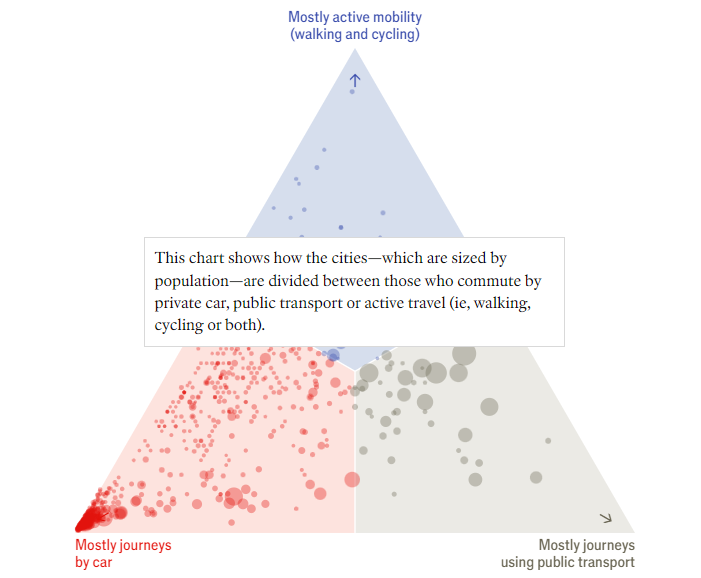 Mostly active mobility
(walking and cycling)
This chart shows how the cities—which are sized by
population—are divided between those who commute by
private car, public transport or active travel (ie, walking,
cycling or both).
Mostly journeys
by car
Mostly journeys
using public transport